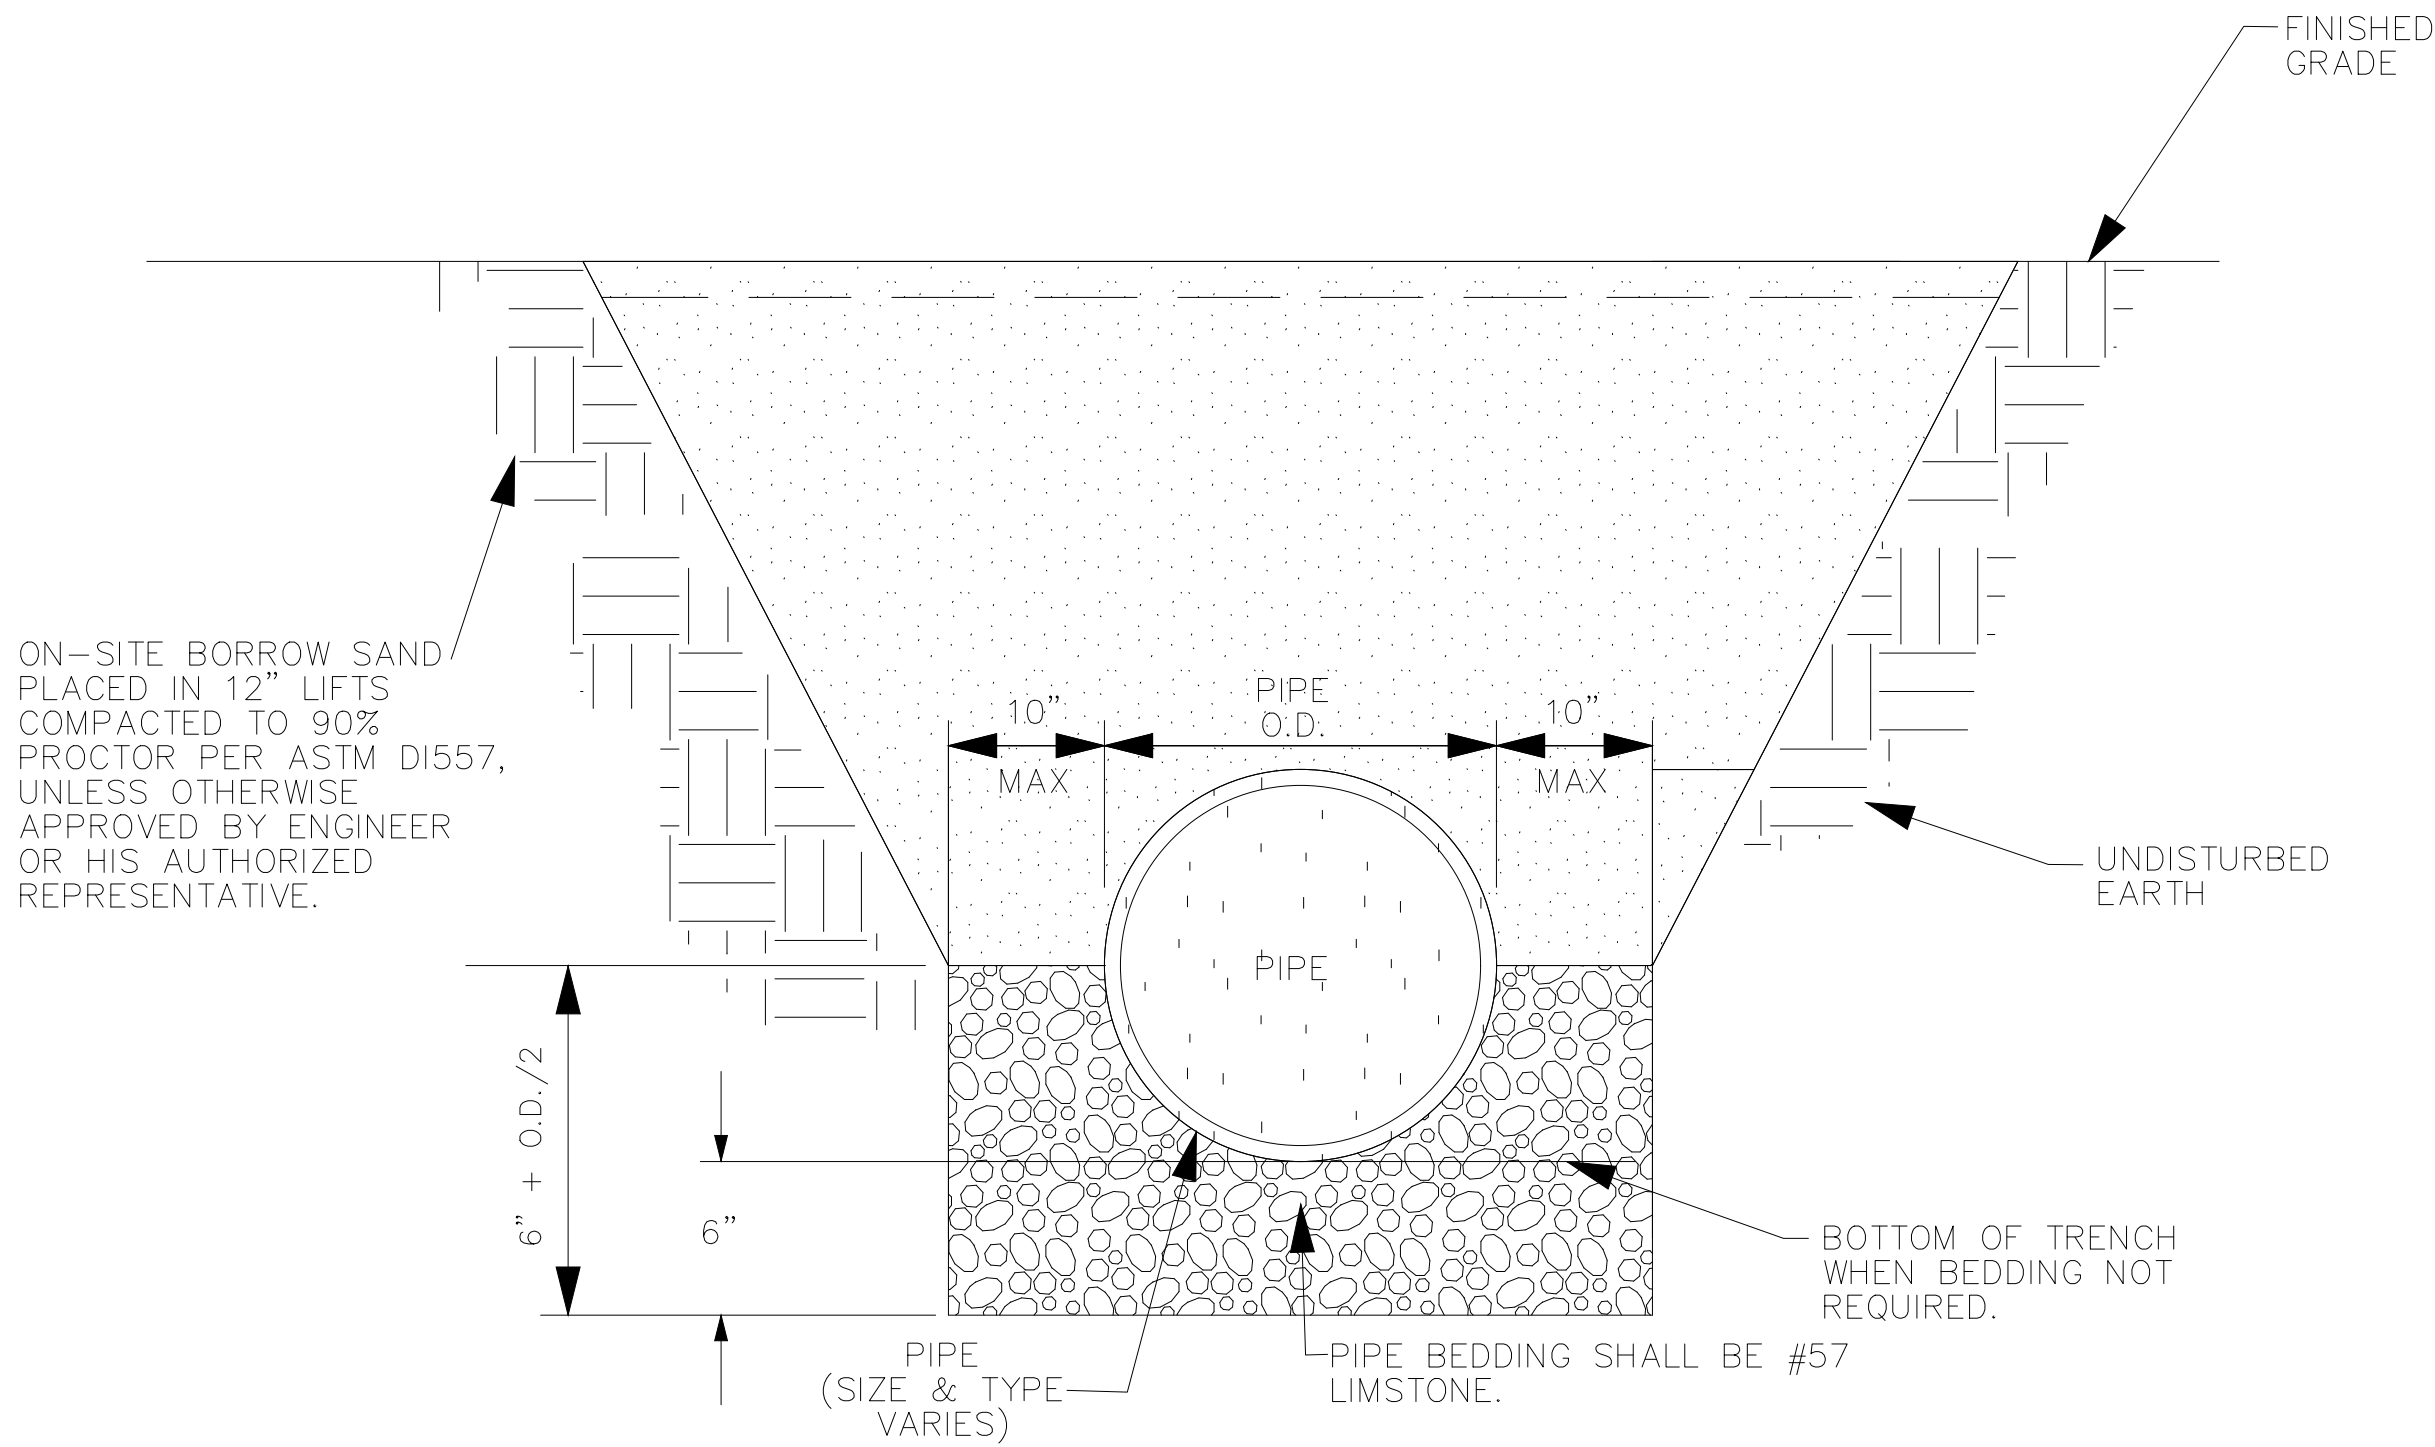 FINISHED
GRADE
ON-SITE BORROW SAND
PLACED IN 12" LIFTS
COMPACTED TO 90%
PROCTOR PER ASTM D1557,
UNLESS OTHERWISE
APPROVED BY ENGINEER
OR HIS AUTHORIZED
REPRESENTATIVE.
10"
MAX
PIPE
O.D.
10"
MAX
UNDISTURBED
EARTH
PIPE
6" + O.D./2
6"
BOTTOM OF TRENCH
WHEN BEDDING NOT
REQUIRED.
PIPE
(SIZE & TYPE
VARIES)
PIPE BEDDING SHALL BE #57
LIMSTONE.